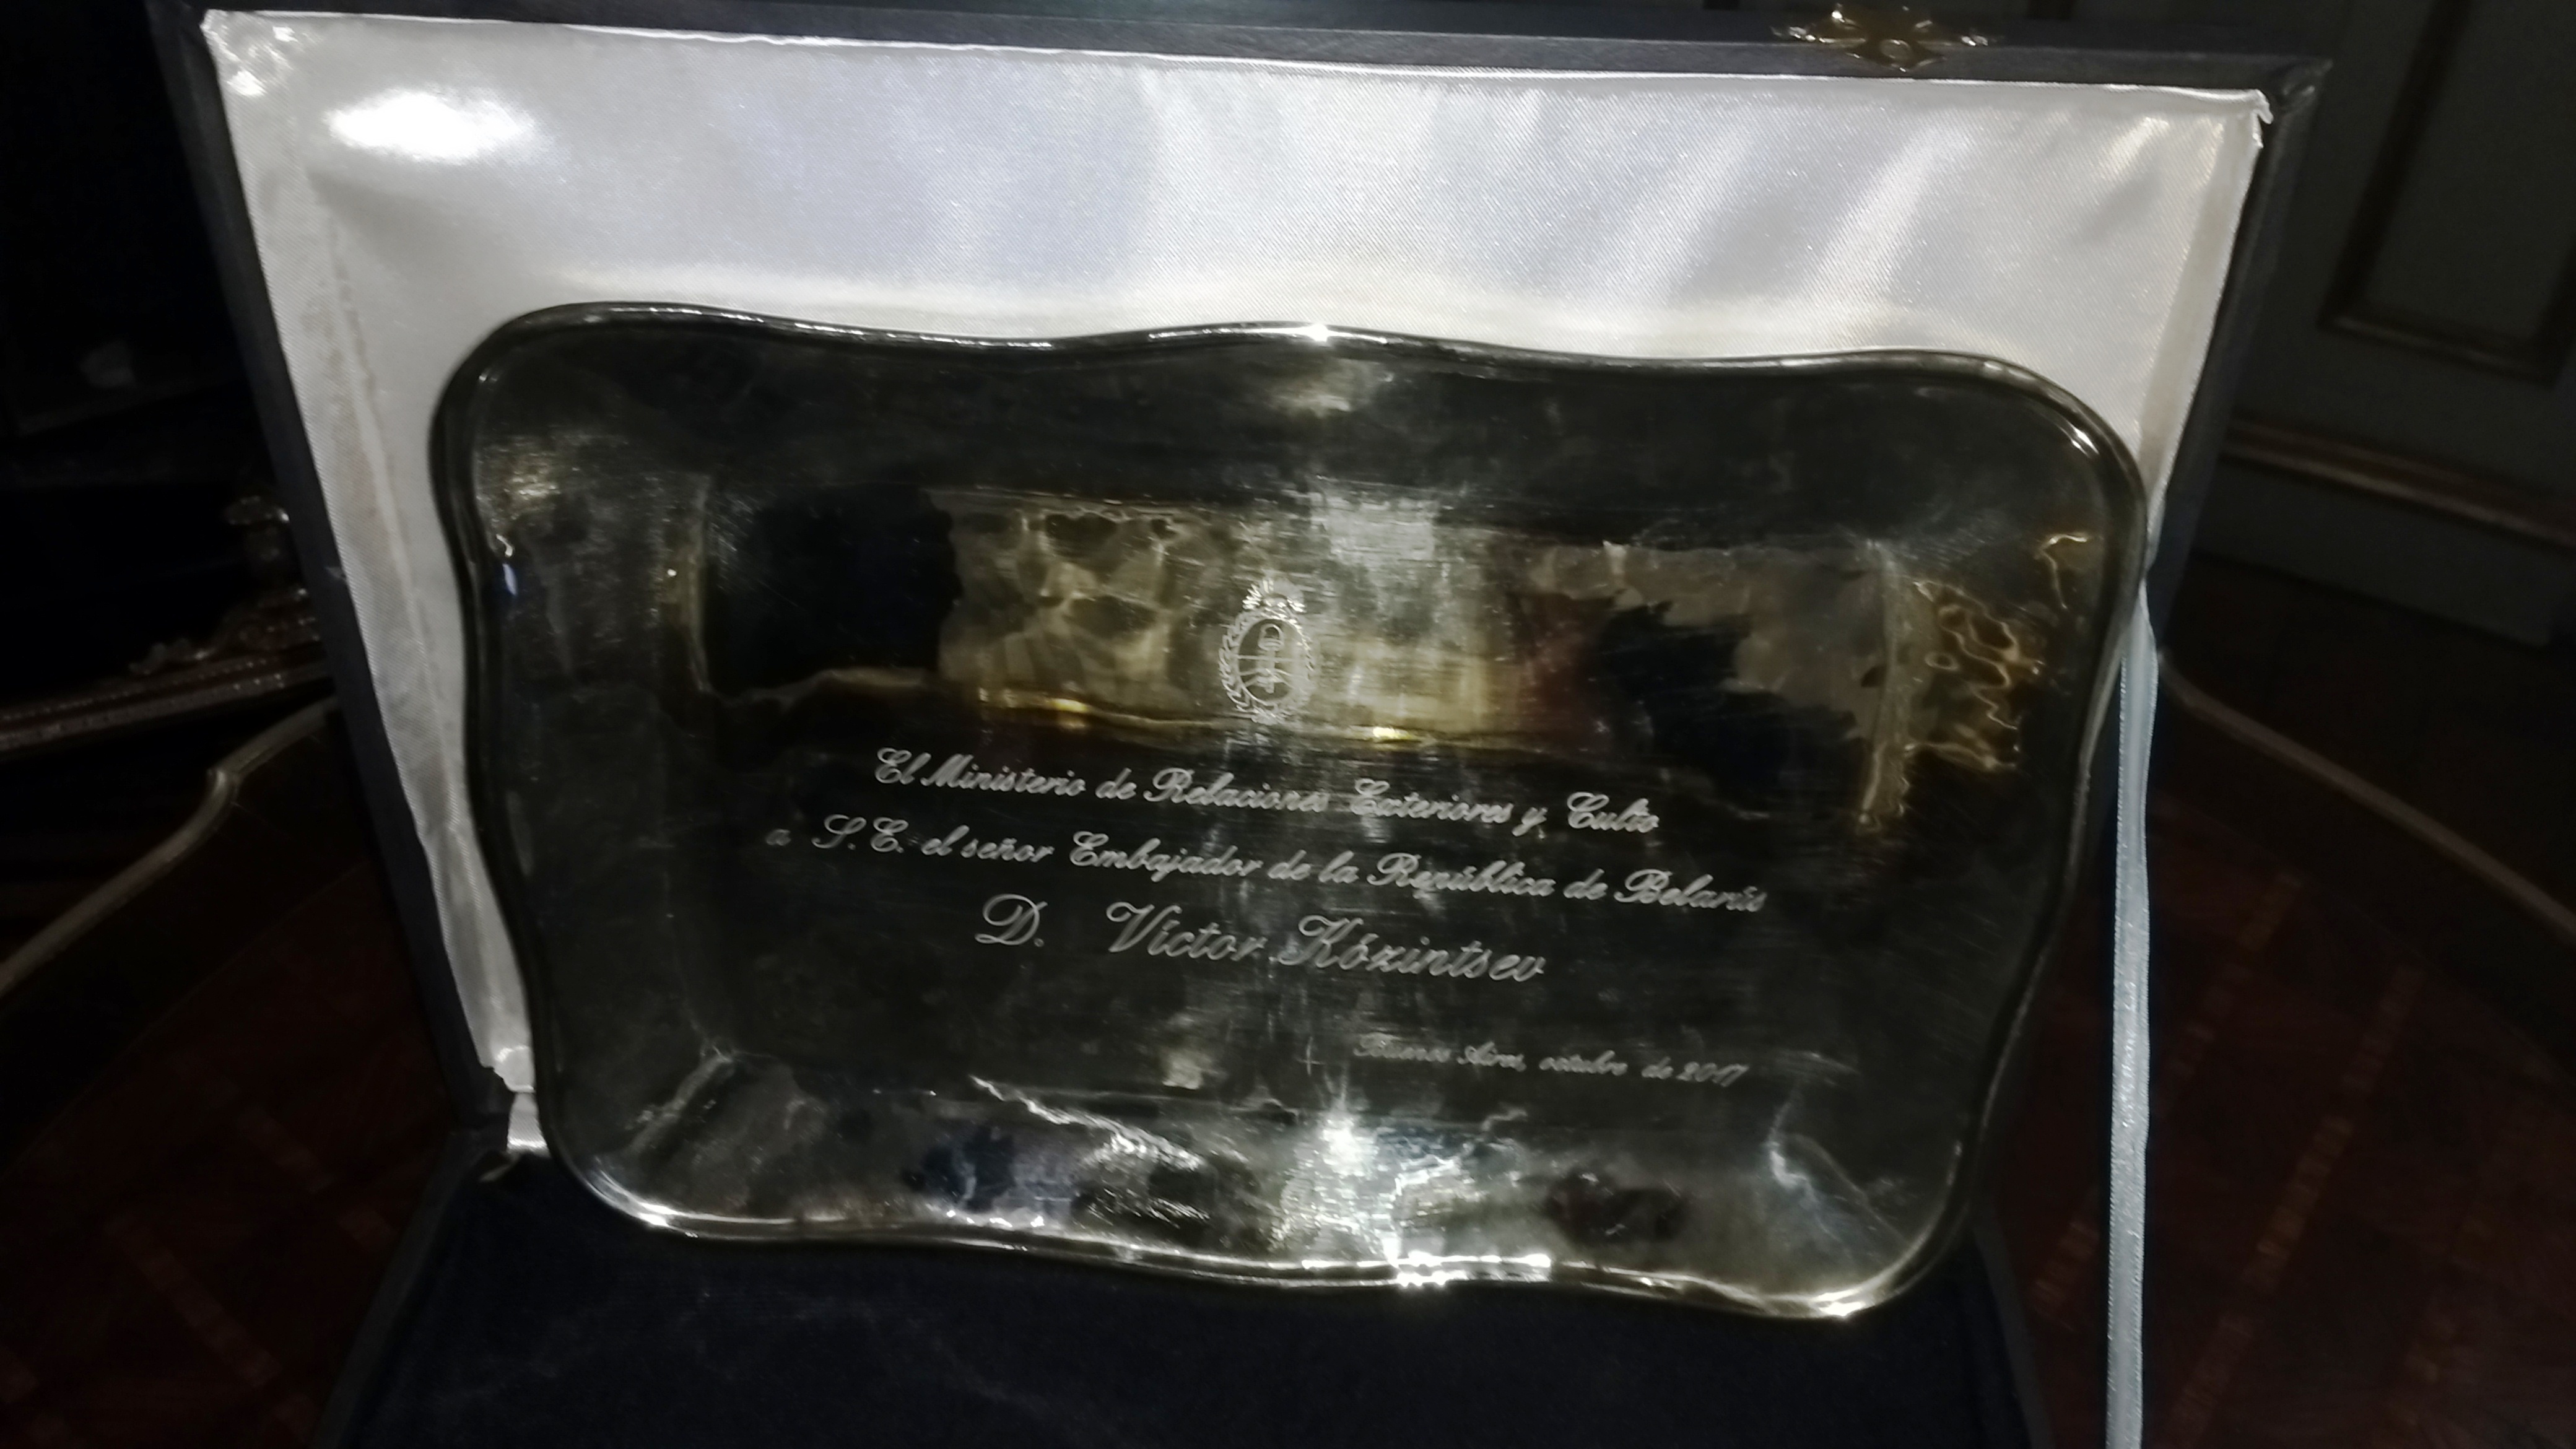 El Ministerio de Relaciones Exteriores y Culto
a S.E. el señor Embajador de la República de Belarús
D. Víctor Kózintsev
Buenos Aires, octubre de 2017